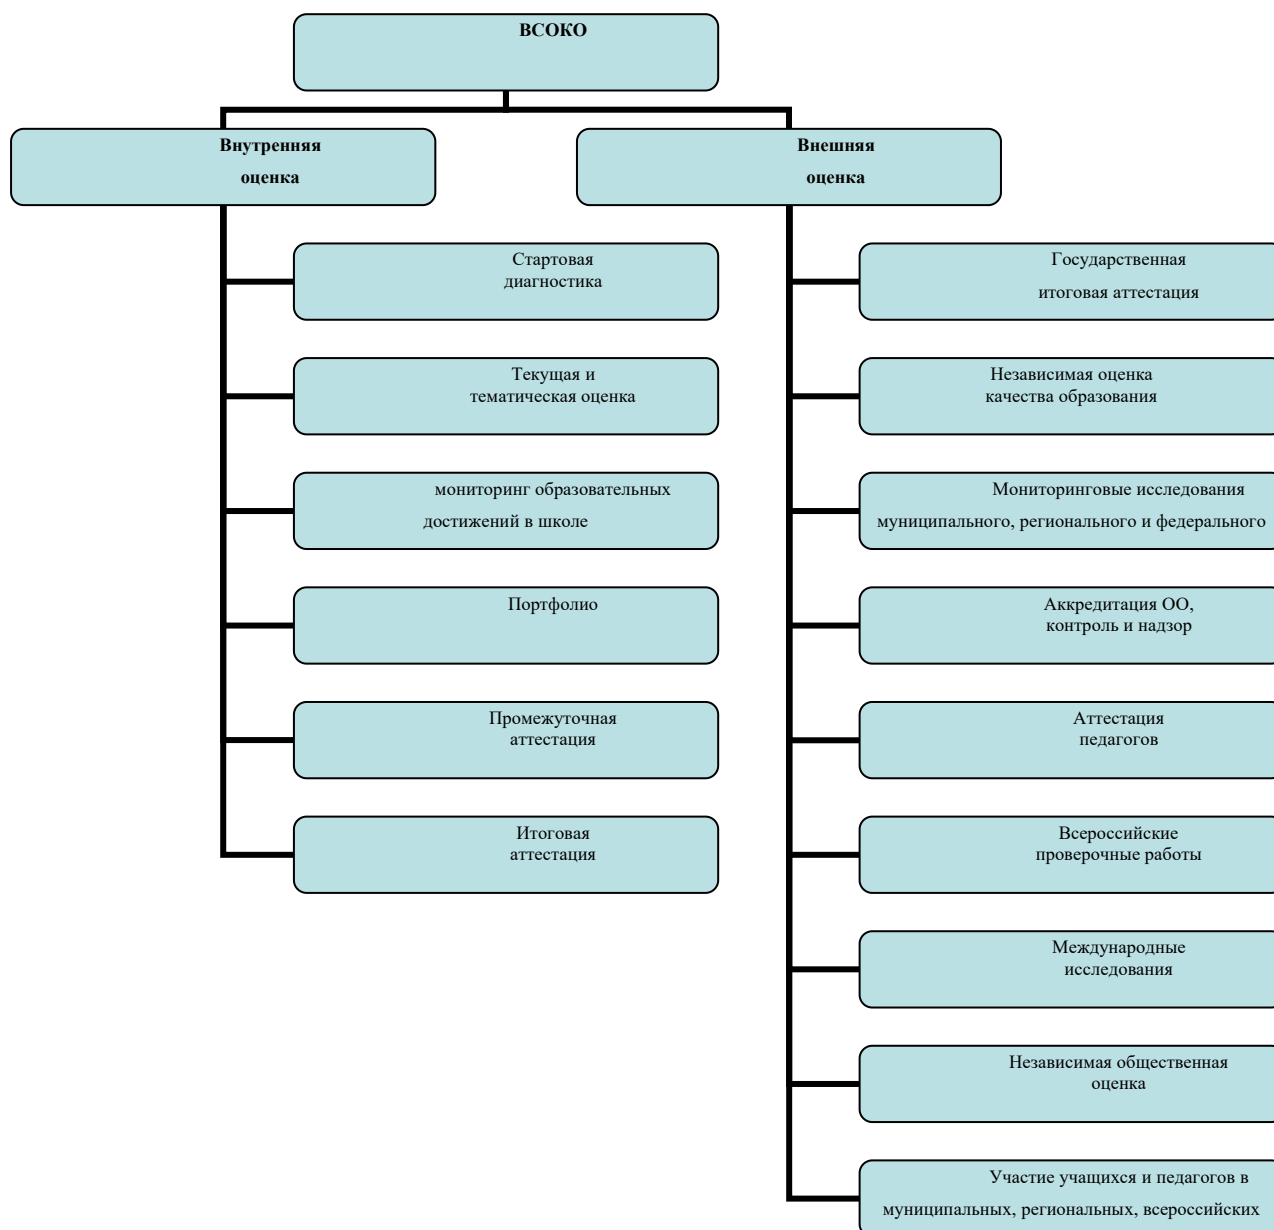 ВСОКО
Внутренняя
оценка
Внешняя
оценка
Стартовая
диагностика
Текущая и
тематическая оценка
мониторинг образовательных
достижений в школе
Портфолио
Промежуточная
аттестация
Итоговая
аттестация
Государственная
итоговая аттестация
Независимая оценка
качества образования
Мониторинговые исследования
муниципального, регионального и федерального
Аккредитация ОО,
контроль и надзор
Аттестация
педагогов
Всероссийские
проверочные работы
Международные
исследования
Независимая общественная
оценка
Участие учащихся и педагогов в
муниципальных, региональных, всероссийских